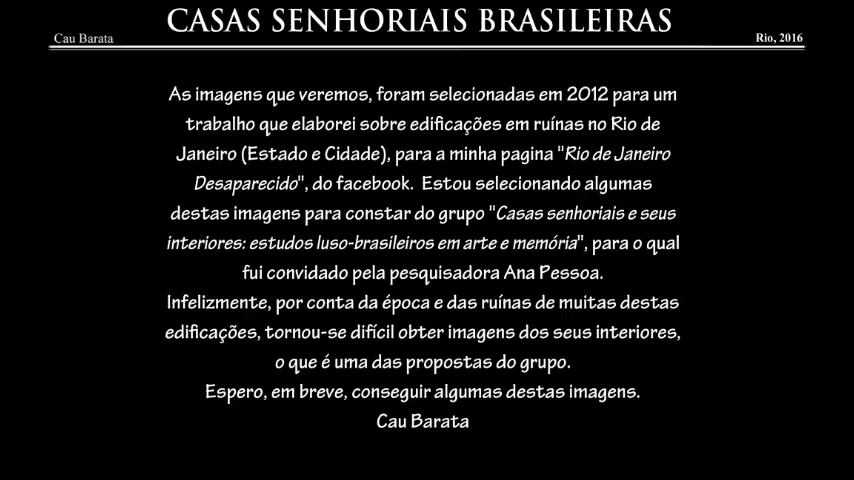 CASAS SENHORIAIS BRASILEIRAS
Cau Barata
Rio, 2016
As imagens que veremos, foram selecionadas em 2012 para um
trabalho que elaborei sobre edificações em ruínas no Rio de
Janeiro (Estado e Cidade), para a minha pagina "Rio de Janeiro
Desaparecido", do facebook. Estou selecionando algumas
destas imagens para constar do grupo "Casas senhoriais e seus
interiores: estudos luso-brasileiros em arte e memória", para o qual
fui convidado pela pesquisadora Ana Pessoa.
Infelizmente, por conta da época e das ruínas de muitas destas
edificações, tornou-se difícil obter imagens dos seus interiores,
o que é uma das propostas do grupo.
Espero, em breve, conseguir algumas destas imagens.
Cau Barata